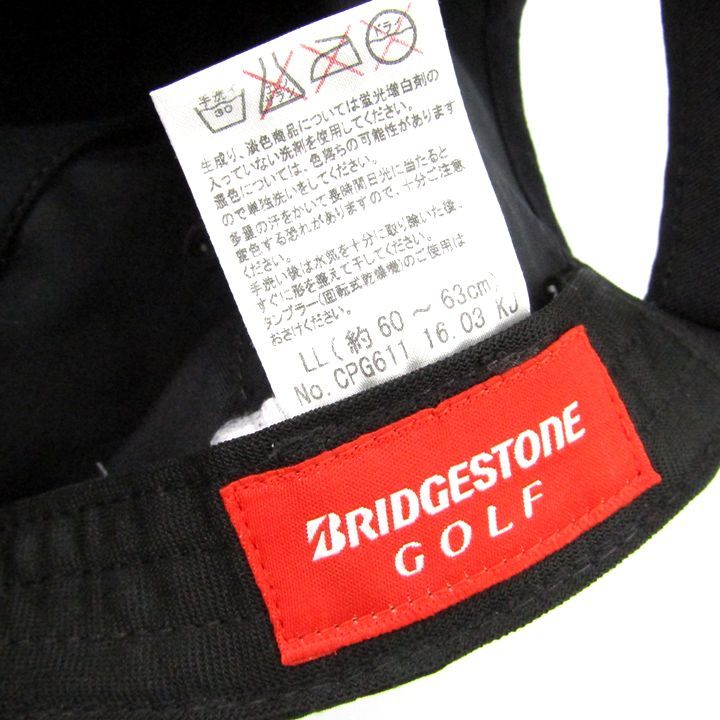 手洗イ
30
ドライ
生成り、淡色商品については蛍光増白剤の
入っていない洗剤を使用してください。
濃色については、色落ちの可能性があります
ので単独洗いをしてください。
多量の汗をかいて長時間日光に当たると
変色する恐れがありますので、十分ご注意
ください。
手洗い後は水気を十分に取り除いた後、
すぐに形を整えて干してください。
タンブラー(回転式乾燥機)のご使用は
おさけください。
LL(約60～63cm)
No. CPG611 16 03 KJ
BRIDGESTONE
GOLF